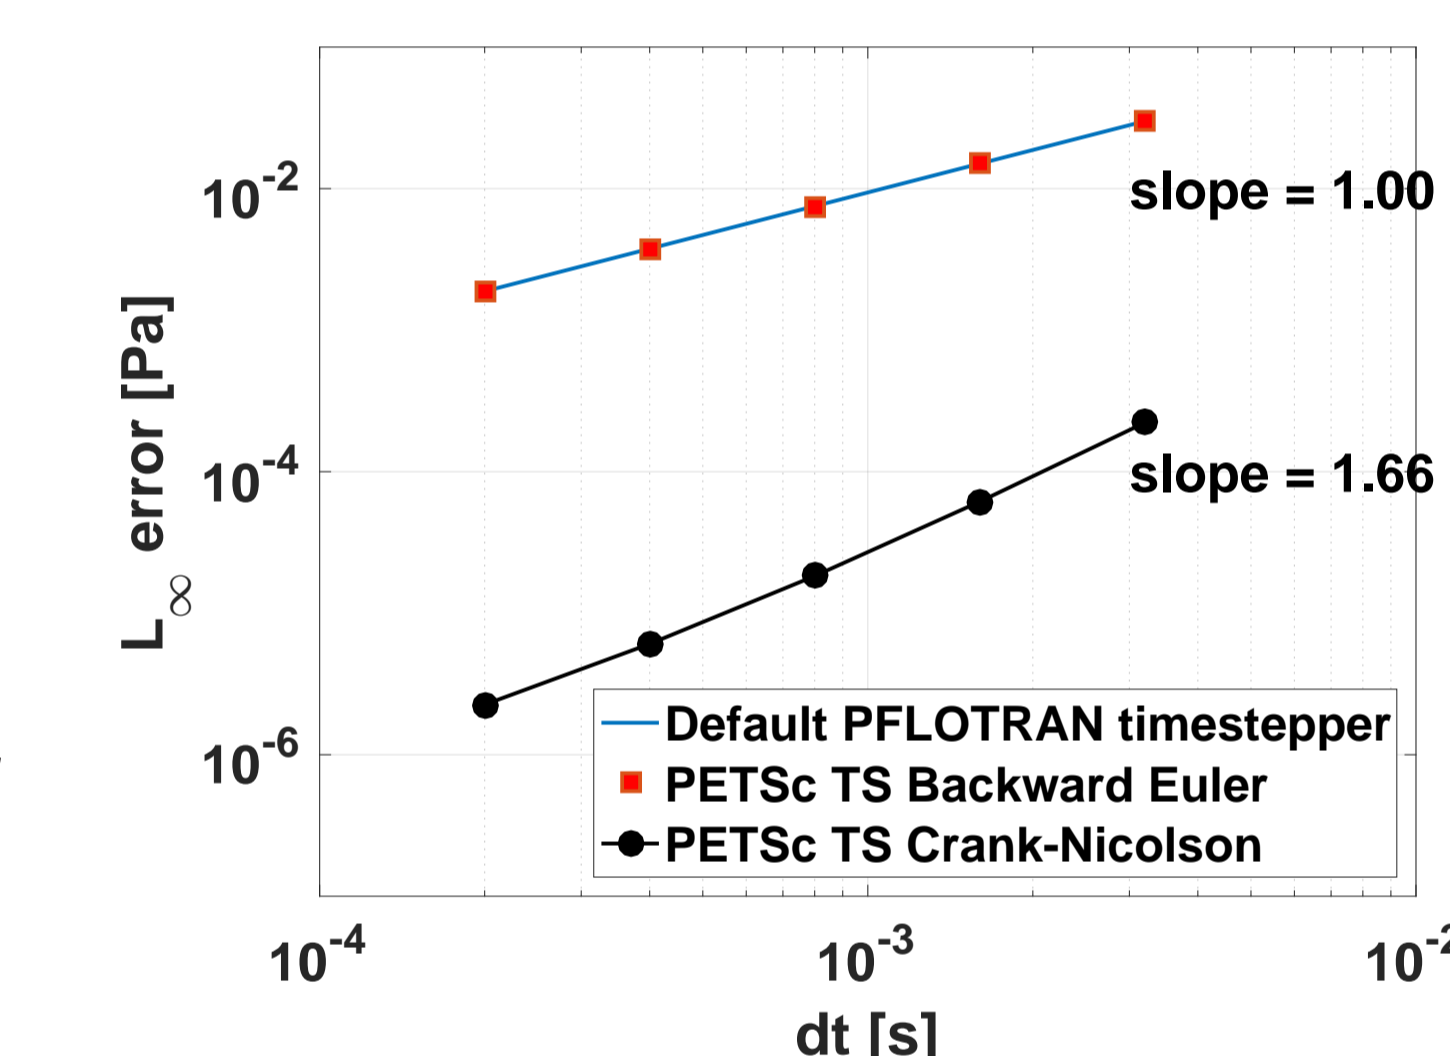 10^-2
slope = 1.00
L_∞ error [Pa]
10^-4
slope = 1.66
10^-6
Default PFLOTRAN timestepper
PETSc TS Backward Euler
PETSc TS Crank-Nicolson
10^-4
10^-3
10^-2
dt [s]